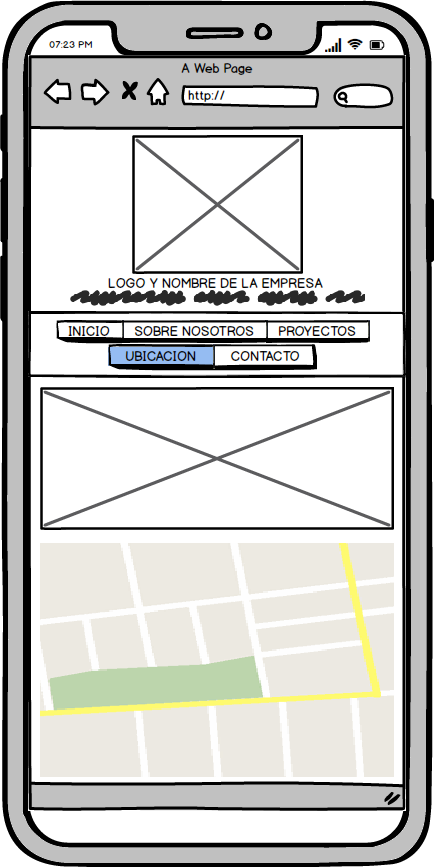 07:23 PM
A Web Page
http://
LOGO Y NOMBRE DE LA EMPRESA
INICIO SOBRE NOSOTROS PROYECTOS
UBICACION CONTACTO